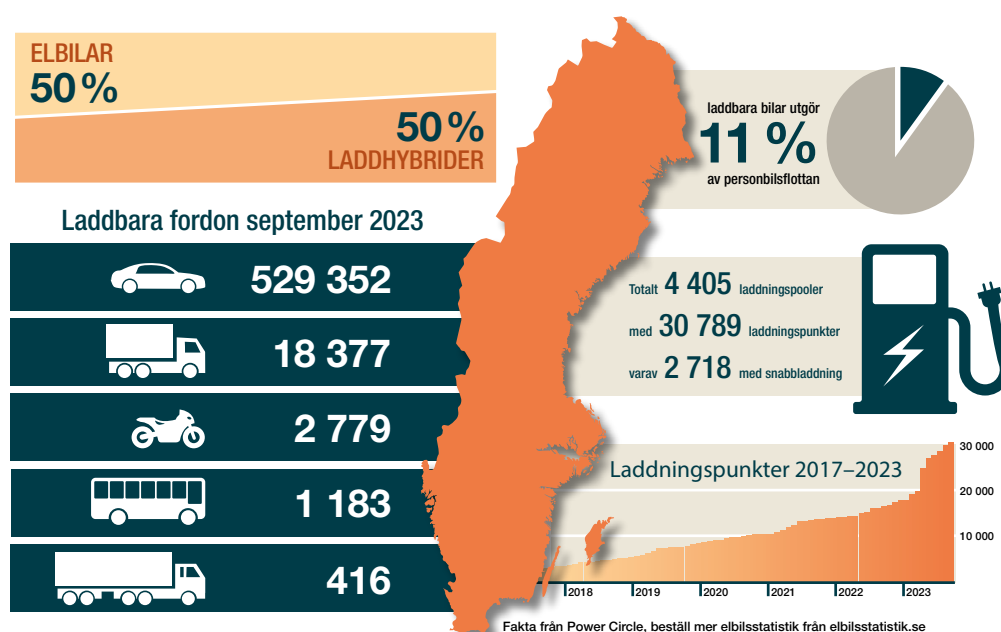 ELBILAR
50 %
50 %
LADDHYBRIDER
laddbara bilar utgör
11 %
av personbilsflottan
Laddbara fordon september 2023
529 352
18 377
2 779
1 183
416
Totalt 4 405 laddningspooler
med 30 789 laddningspunkter
varav 2 718 med snabbladdning
Laddningspunkter 2017–2023
30 000
20 000
10 000
2018 2019 2020 2021 2022 2023
Fakta från Power Circle, beställ mer elbilsstatistik från elbilsstatistik.se